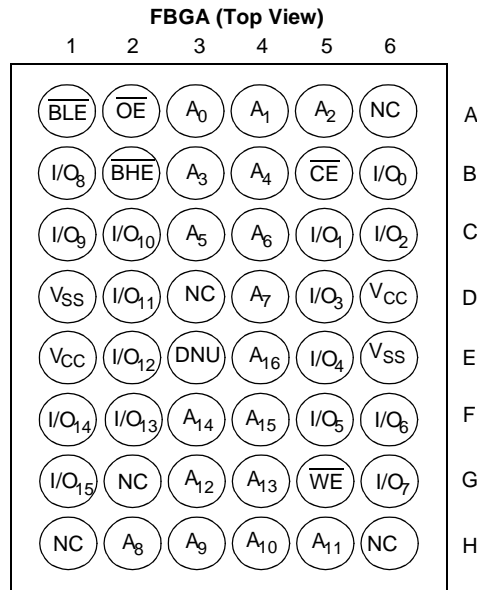 FBGA (Top View)
1 2 3 4 5 6
BLE OE A0 A1 A2 NC A
I/O8 BHE A3 A4 CE I/O0 B
I/O9 I/O10 A5 A6 I/O1 I/O2 C
VSS I/O11 NC A7 I/O3 VCC D
VCC I/O12 DNU A16 I/O4 VSS E
I/O14 I/O13 A14 A15 I/O5 I/O6 F
I/O15 NC A12 A13 WE I/O7 G
NC A8 A9 A10 A11 NC H